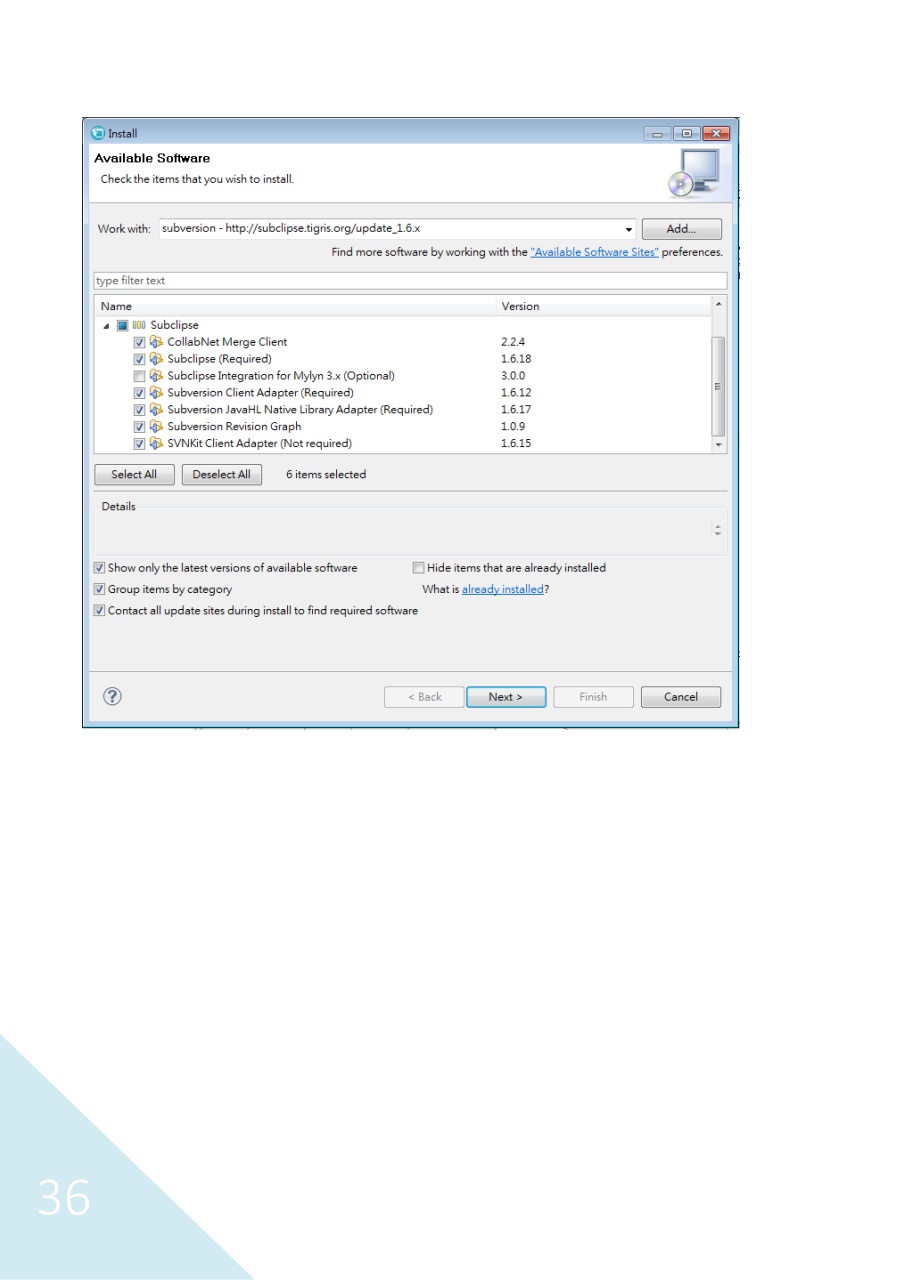 Install
Available Software
Check the items that you wish to install.
Work with: subversion - http://subclipse.tigris.org/update_1.6.x Add...
Find more software by working with the "Available Software Sites" preferences.
type filter text
Name Version
Subclipse
CollabNet Merge Client 2.2.4
Subclipse (Required) 1.6.18
Subclipse Integration for Mylyn 3.x (Optional) 3.0.0
Subversion Client Adapter (Required) 1.6.12
Subversion JavaHL Native Library Adapter (Required) 1.6.17
Subversion Revision Graph 1.0.9
SVNKit Client Adapter (Not required) 1.6.15
Select All Deselect All 6 items selected
Details
Show only the latest versions of available software Hide items that are already installed
Group items by category What is already installed?
Contact all update sites during install to find required software
? < Back Next > Finish Cancel
36